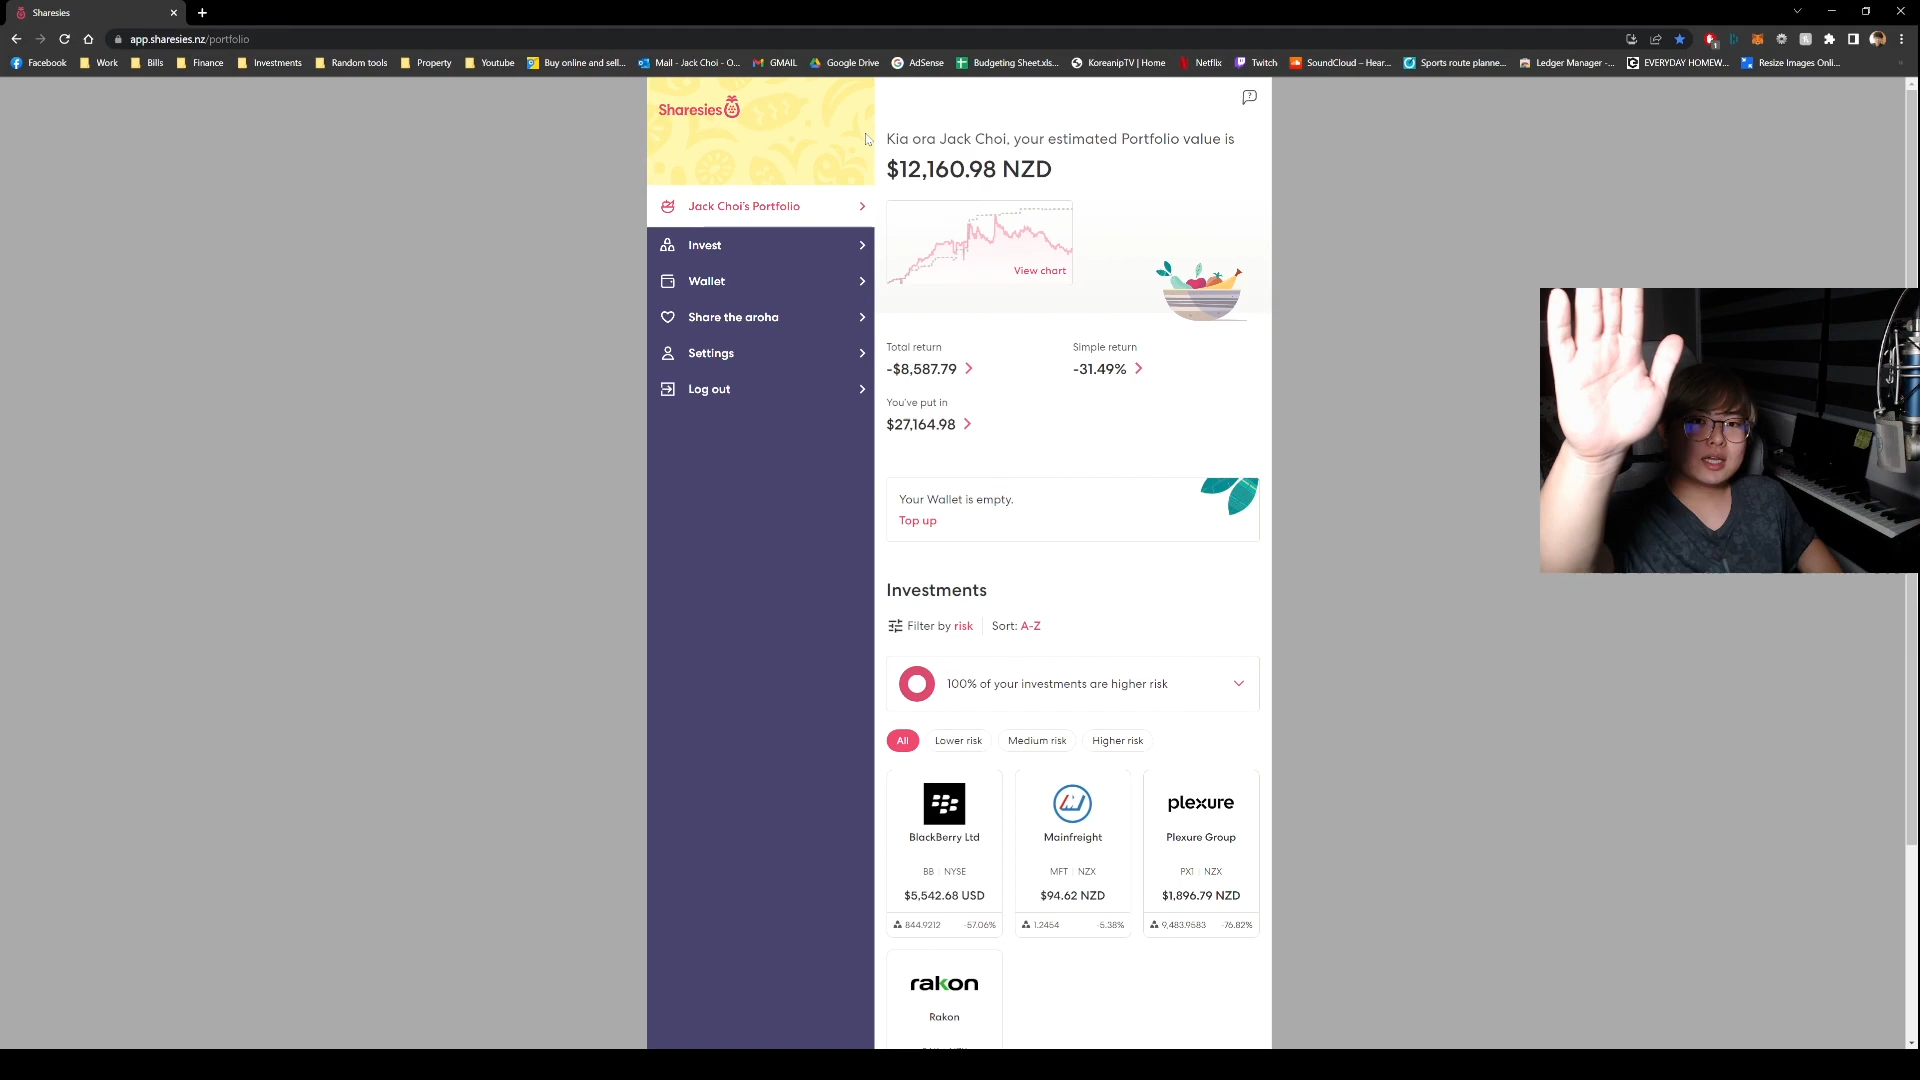 Sharesies
app.sharesies.nz/portfolio
Facebook Work Bills Finance Investments Random tools Property Youtube Buy online and sell... Mail - Jack Choi - O... GMAIL Google Drive AdSense Budgeting Sheet.xls... KoreanipTV | Home Netflix Twitch SoundCloud – Hear... Sports route planne... Ledger Manager -... EVERYDAY HOMEW... Resize Images Onli...
Sharesies
Jack Choi's Portfolio
Invest
Wallet
Share the aroha
Settings
Log out
Kia ora Jack Choi, your estimated Portfolio value is
$12,160.98 NZD
View chart
Total return Simple return
-$8,587.79 -31.49%
You've put in
$27,164.98
Your Wallet is empty.
Top up
Investments
Filter by risk Sort: A-Z
100% of your investments are higher risk
All Lower risk Medium risk Higher risk
plexure
BlackBerry Ltd Mainfreight Plexure Group
BB NYSE MFT NZX PX1 NZX
$5,542.68 USD $94.62 NZD $1,896.79 NZD
844.9212 -57.06% 1.2454 -5.38% 9,483.9583 -76.82%
rakon
Rakon